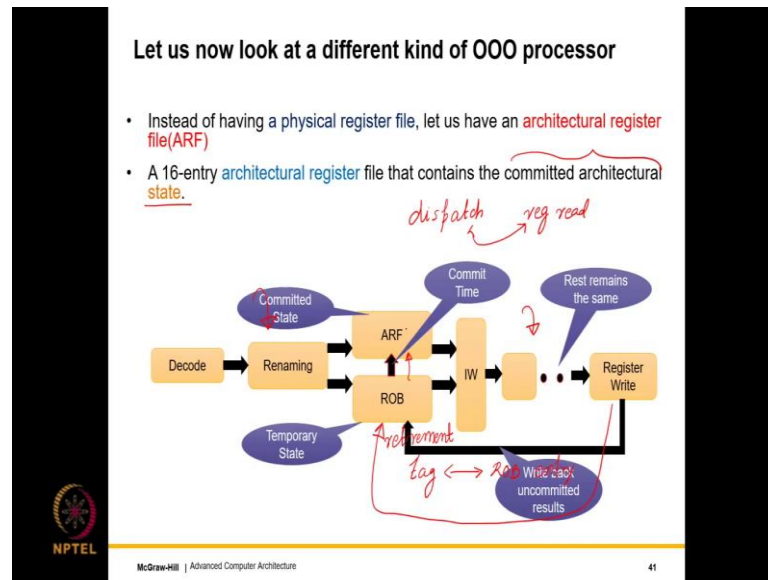 Let us now look at a different kind of OOO processor
• Instead of having a physical register file, let us have an architectural register
file(ARF)
• A 16-entry architectural register file that contains the committed architectural
state.
dispatch
reg read
Commit
Time
Committed
State
Rest remains
the same
ARF
Decode
Renaming
IW
Register
Write
ROB
Temporary
State
retirement
tag ↔ ROB entry
Write back
uncommitted
results
NPTEL
McGraw-Hill | Advanced Computer Architecture
41